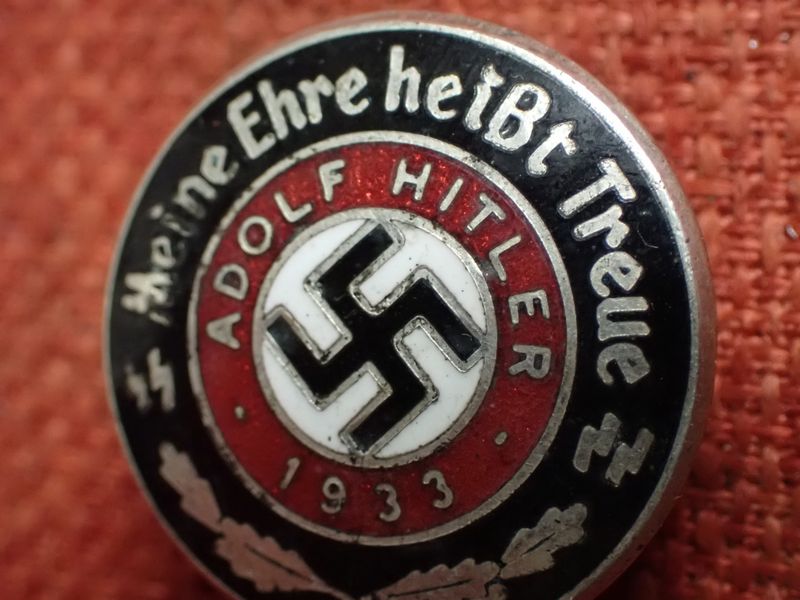 Meine Ehre heißt Treue
ADOLF HITLER
1933